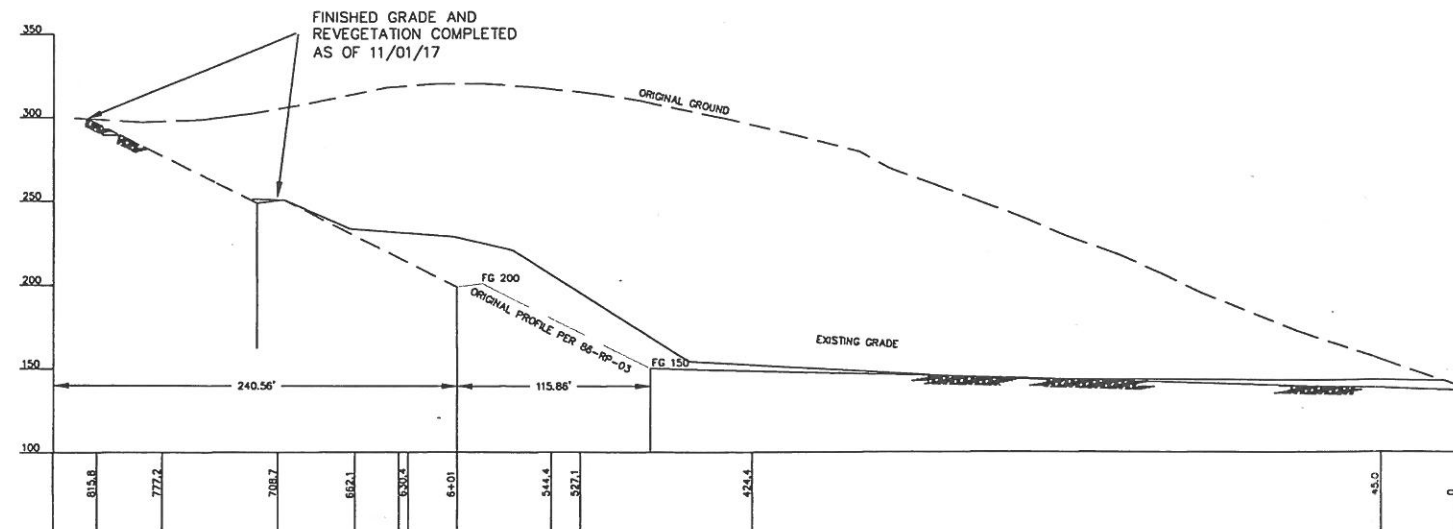 FINISHED GRADE AND
REVEGETATION COMPLETED
AS OF 11/01/17
350
300
250
200
150
100
ORIGINAL GROUND
FG 200
ORIGINAL PROFILE PER 86-RP-03
EXISTING GRADE
FG 150
240.56'
115.86'
815.8
777.2
708.7
662.1
630.4
6+01
544.4
527.1
424.4
45.0
0